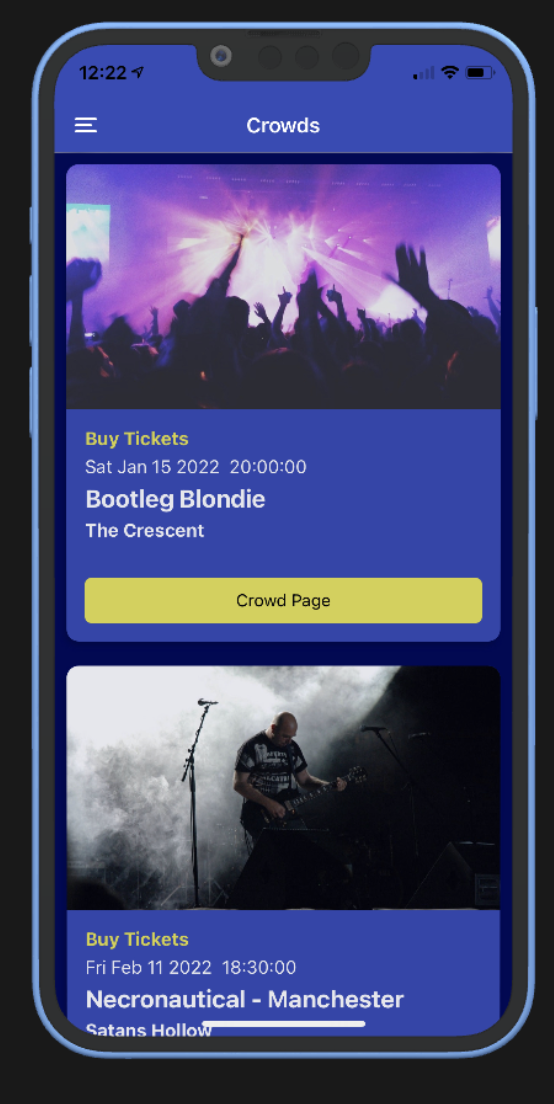 12:22
Crowds
Buy Tickets
Sat Jan 15 2022  20:00:00
Bootleg Blondie
The Crescent
Crowd Page
Buy Tickets
Fri Feb 11 2022  18:30:00
Necronautical - Manchester
Satans Hollow